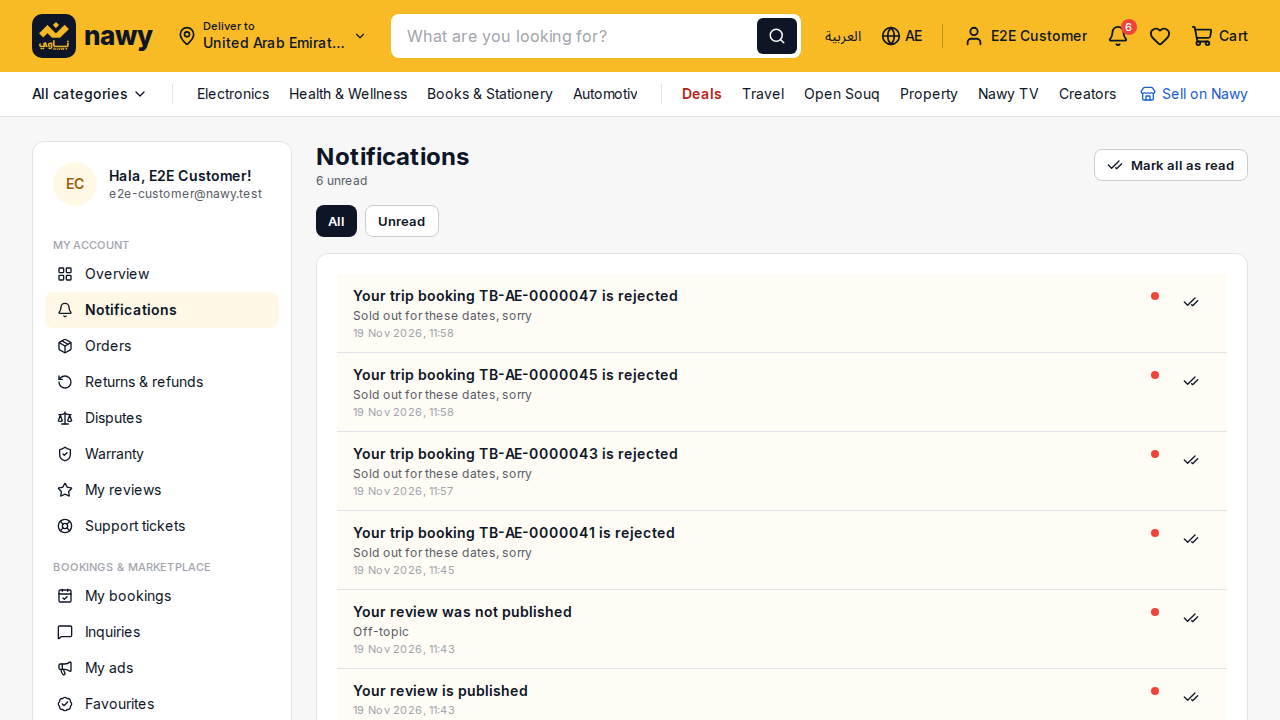 ناوي
nawy
Deliver to
United Arab Emirat...
What are you looking for?
العربية
AE
E2E Customer
6
Cart
All categories
Electronics
Health & Wellness
Books & Stationery
Automotiv
Deals
Travel
Open Souq
Property
Nawy TV
Creators
Sell on Nawy
EC
Hala, E2E Customer!
e2e-customer@nawy.test
MY ACCOUNT
Overview
Notifications
Orders
Returns & refunds
Disputes
Warranty
My reviews
Support tickets
BOOKINGS & MARKETPLACE
My bookings
Inquiries
My ads
Favourites
Notifications
6 unread
Mark all as read
All
Unread
Your trip booking TB-AE-0000047 is rejected
Sold out for these dates, sorry
19 Nov 2026, 11:58
Your trip booking TB-AE-0000045 is rejected
Sold out for these dates, sorry
19 Nov 2026, 11:58
Your trip booking TB-AE-0000043 is rejected
Sold out for these dates, sorry
19 Nov 2026, 11:57
Your trip booking TB-AE-0000041 is rejected
Sold out for these dates, sorry
19 Nov 2026, 11:45
Your review was not published
Off-topic
19 Nov 2026, 11:43
Your review is published
19 Nov 2026, 11:43